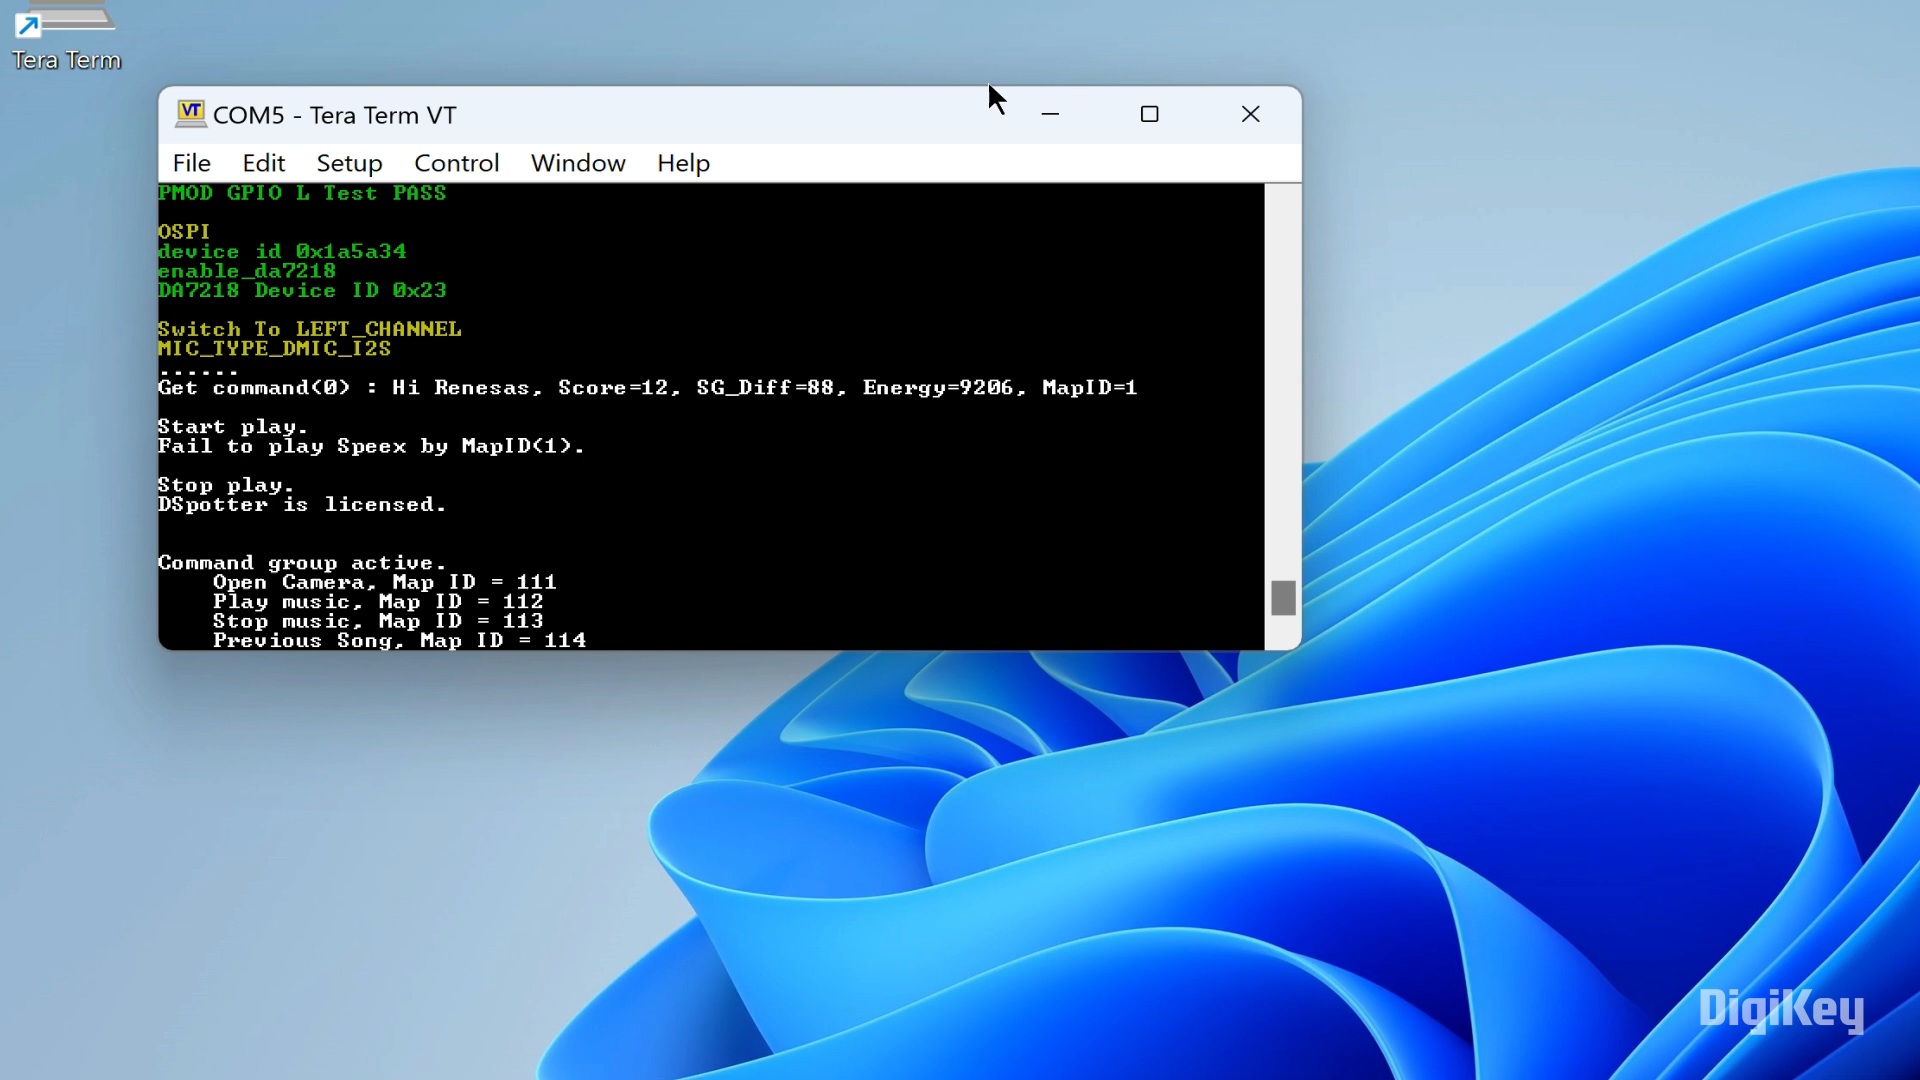 Tera Term
VT COM5 - Tera Term VT
File Edit Setup Control Window Help
PMOD GPIO L Test PASS
OSPI
device id 0x1a5a34
enable_da7218
DA7218 Device ID 0x23
Switch To LEFT_CHANNEL
MIC_TYPE_DMIC_I2S
......
Get command(0) : Hi Renesas, Score=12, SG_Diff=88, Energy=9206, MapID=1
Start play.
Fail to play Speex by MapID(1).
Stop play.
DSpotter is licensed.
Command group active.
Open Camera, Map ID = 111
Play music, Map ID = 112
Stop music, Map ID = 113
Previous Song, Map ID = 114
DigiKey